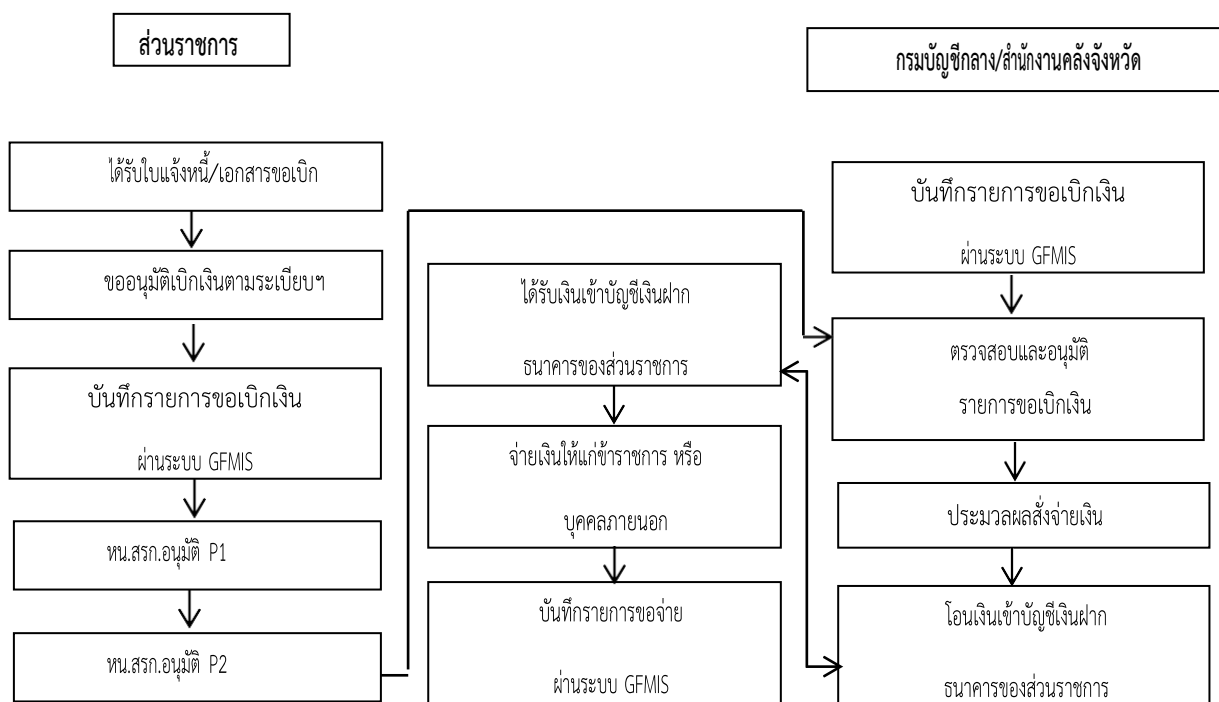 ส่วนราชการ
กรมบัญชีกลาง/สำนักงานคลังจังหวัด
ได้รับใบแจ้งหนี้/เอกสารขอเบิก
ขออนุมัติเบิกเงินตามระเบียบฯ
บันทึกรายการขอเบิกเงิน
ผ่านระบบ GFMIS
หน.สรก.อนุมัติ P1
หน.สรก.อนุมัติ P2
ได้รับเงินเข้าบัญชีเงินฝาก
ธนาคารของส่วนราชการ
จ่ายเงินให้แก่ข้าราชการ หรือ
บุคคลภายนอก
บันทึกรายการขอจ่าย
ผ่านระบบ GFMIS
บันทึกรายการขอเบิกเงิน
ผ่านระบบ GFMIS
ตรวจสอบและอนุมัติ
รายการขอเบิกเงิน
ประมวลผลสั่งจ่ายเงิน
โอนเงินเข้าบัญชีเงินฝาก
ธนาคารของส่วนราชการ